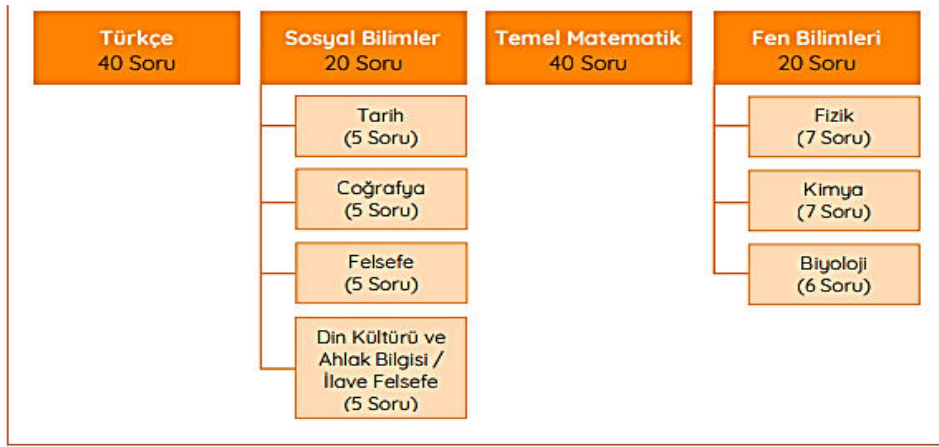 Türkçe
40 Soru
Sosyal Bilimler
20 Soru
Tarih
(5 Soru)
Coğrafya
(5 Soru)
Felsefe
(5 Soru)
Din Kültürü ve
Ahlak Bilgisi /
İlave Felsefe
(5 Soru)
Temel Matematik
40 Soru
Fen Bilimleri
20 Soru
Fizik
(7 Soru)
Kimya
(7 Soru)
Biyoloji
(6 Soru)